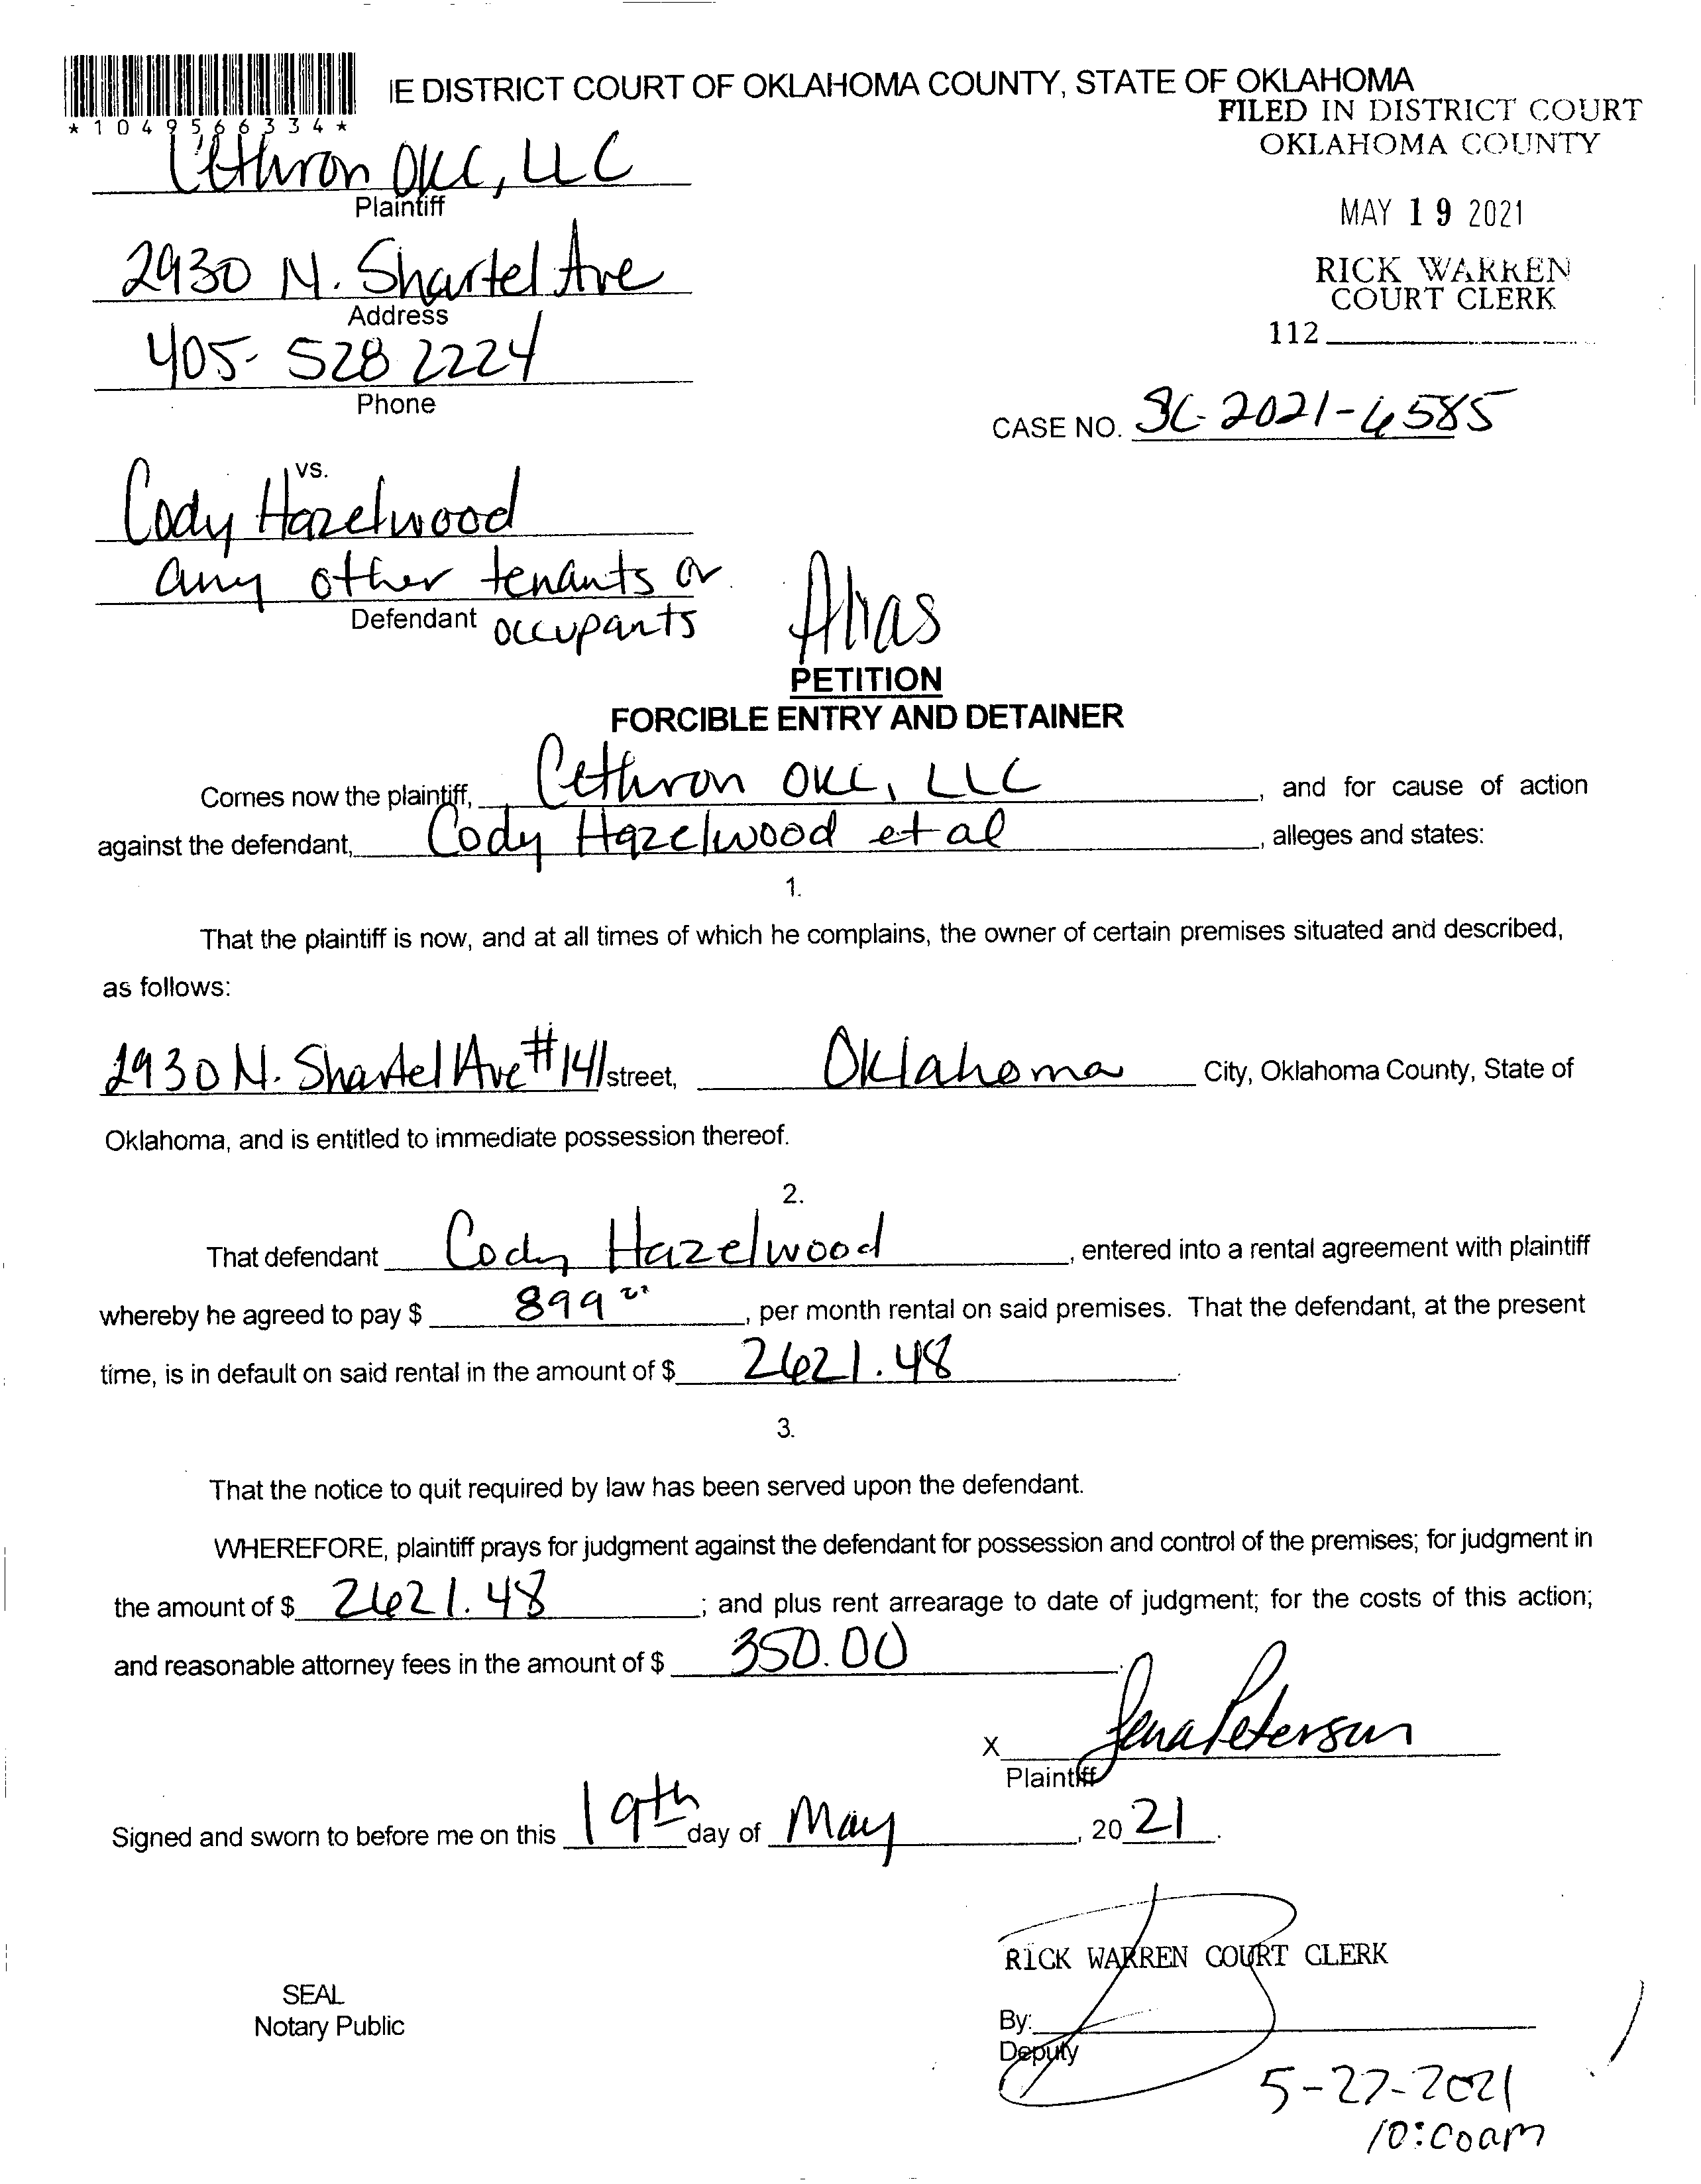 IE DISTRICT COURT OF OKLAHOMA COUNTY, STATE OF OKLAHOMA
FILED IN DISTRICT COURT
OKLAHOMA COUNTY
*1049566334*
Cethron OKC, LLC
Plaintiff
MAY 19 2021
2930 N. Shartel Ave
Address
RICK WARREN
COURT CLERK
112
405- 528 2224
Phone
CASE NO. SC-2021-6585
vs.
Cody Hazelwood
any other tenants or
Defendant occupants
Alias
PETITION
FORCIBLE ENTRY AND DETAINER
Comes now the plaintiff, Cethron OKC, LLC, and for cause of action
against the defendant, Cody Hazelwood et al, alleges and states:
1.
That the plaintiff is now, and at all times of which he complains, the owner of certain premises situated and described,
as follows:
2930 N. Shartel Ave #141 street, Oklahoma City, Oklahoma County, State of
Oklahoma, and is entitled to immediate possession thereof.
2.
That defendant Cody Hazelwood, entered into a rental agreement with plaintiff
whereby he agreed to pay $ 899, per month rental on said premises. That the defendant, at the present
time, is in default on said rental in the amount of $ 2621.48.
3.
That the notice to quit required by law has been served upon the defendant.
WHEREFORE, plaintiff prays for judgment against the defendant for possession and control of the premises; for judgment in
the amount of $ 2621.48; and plus rent arrearage to date of judgment; for the costs of this action;
and reasonable attorney fees in the amount of $ 350.00.
X Jena Peterson
Plaintiff
Signed and sworn to before me on this 19th day of May, 2021.
RICK WARREN COURT CLERK
SEAL
Notary Public
By:
Deputy
5-27-2021
10:00am